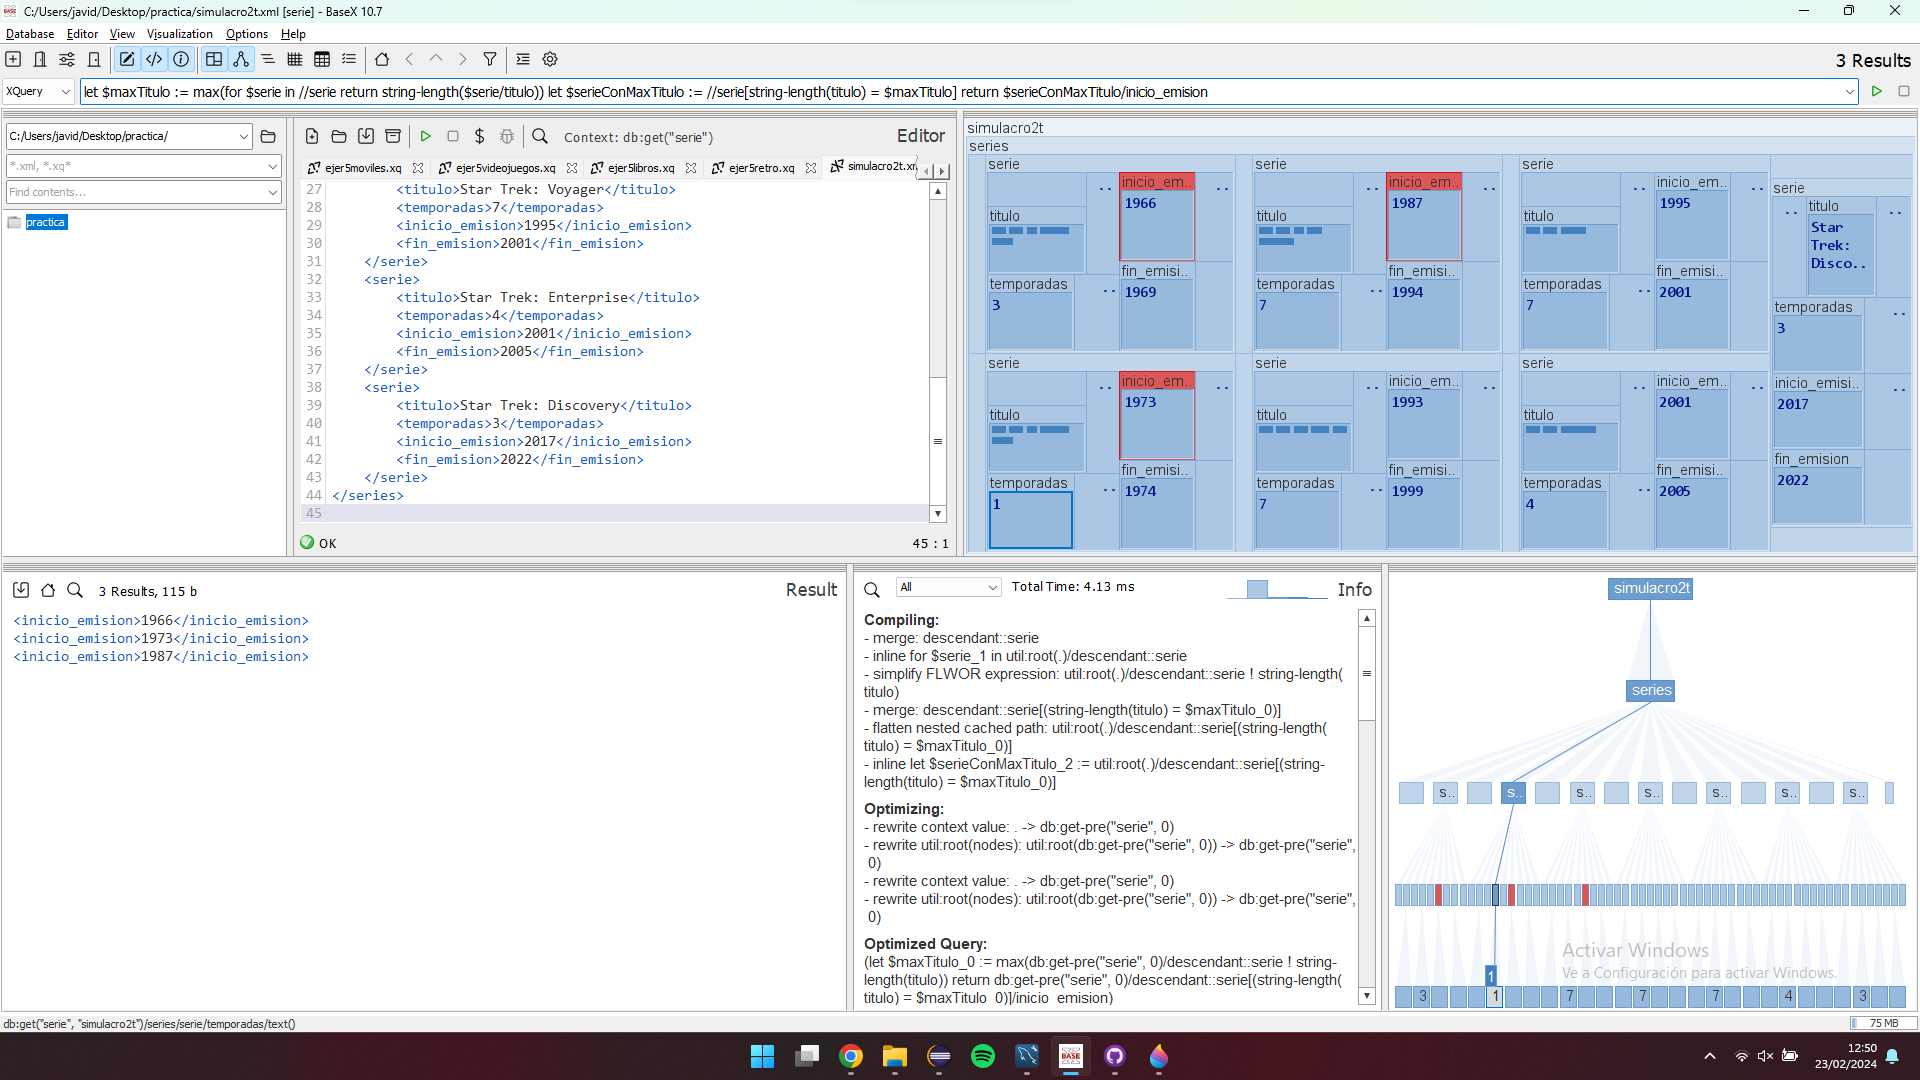 C:/Users/javid/Desktop/practica/simulacro2t.xml [serie] - BaseX 10.7
Database Editor View Visualization Options Help
3 Results
XQuery
let $maxTitulo := max(for $serie in //serie return string-length($serie/titulo)) let $serieConMaxTitulo := //serie[string-length(titulo) = $maxTitulo] return $serieConMaxTitulo/inicio_emision
C:/Users/javid/Desktop/practica/
*.xml, *.xq*
Find contents...
practica
Context: db:get("serie")
Editor
ejer5moviles.xq ejer5videojuegos.xq ejer5libros.xq ejer5retro.xq simulacro2t.xn
27 <titulo>Star Trek: Voyager</titulo>
28 <temporadas>7</temporadas>
29 <inicio_emision>1995</inicio_emision>
30 <fin_emision>2001</fin_emision>
31 </serie>
32 <serie>
33 <titulo>Star Trek: Enterprise</titulo>
34 <temporadas>4</temporadas>
35 <inicio_emision>2001</inicio_emision>
36 <fin_emision>2005</fin_emision>
37 </serie>
38 <serie>
39 <titulo>Star Trek: Discovery</titulo>
40 <temporadas>3</temporadas>
41 <inicio_emision>2017</inicio_emision>
42 <fin_emision>2022</fin_emision>
43 </serie>
44 </series>
45
OK
45 : 1
simulacro2t
series
serie
titulo
temporadas
3
inicio_em..
1966
fin_emisi..
1969
serie
titulo
temporadas
7
inicio_em..
1987
fin_emisi..
1994
serie
titulo
temporadas
7
inicio_em..
1995
fin_emisi..
2001
serie
titulo
Star
Trek:
Disco..
temporadas
3
inicio_emisi..
2017
fin_emision
2022
serie
titulo
temporadas
1
inicio_em..
1973
fin_emisi..
1974
serie
titulo
temporadas
7
inicio_em..
1993
fin_emisi..
1999
serie
titulo
temporadas
4
inicio_em..
2001
fin_emisi..
2005
3 Results, 115 b
Result
<inicio_emision>1966</inicio_emision>
<inicio_emision>1973</inicio_emision>
<inicio_emision>1987</inicio_emision>
All
Total Time: 4.13 ms
Info
Compiling:
- merge: descendant::serie
- inline for $serie_1 in util:root(.)/descendant::serie
- simplify FLWOR expression: util:root(.)/descendant::serie ! string-length(
titulo)
- merge: descendant::serie[(string-length(titulo) = $maxTitulo_0)]
- flatten nested cached path: util:root(.)/descendant::serie[(string-length(
titulo) = $maxTitulo_0)]
- inline let $serieConMaxTitulo_2 := util:root(.)/descendant::serie[(string-
length(titulo) = $maxTitulo_0)]
Optimizing:
- rewrite context value: . -> db:get-pre("serie", 0)
- rewrite util:root(nodes): util:root(db:get-pre("serie", 0)) -> db:get-pre("serie",
0)
- rewrite context value: . -> db:get-pre("serie", 0)
- rewrite util:root(nodes): util:root(db:get-pre("serie", 0)) -> db:get-pre("serie",
0)
Optimized Query:
(let $maxTitulo_0 := max(db:get-pre("serie", 0)/descendant::serie ! string-
length(titulo)) return db:get-pre("serie", 0)/descendant::serie[(string-length(
titulo) = $maxTitulo_0)]/inicio_emision)
simulacro2t
series
s.. s.. s.. s.. s.. s.. s..
1
3 1 7 7 7 4 3
Activar Windows
Ve a Configuración para activar Windows.
db:get("serie", "simulacro2t")/series/serie/temporadas/text()
75 MB
BASE
12:50
23/02/2024